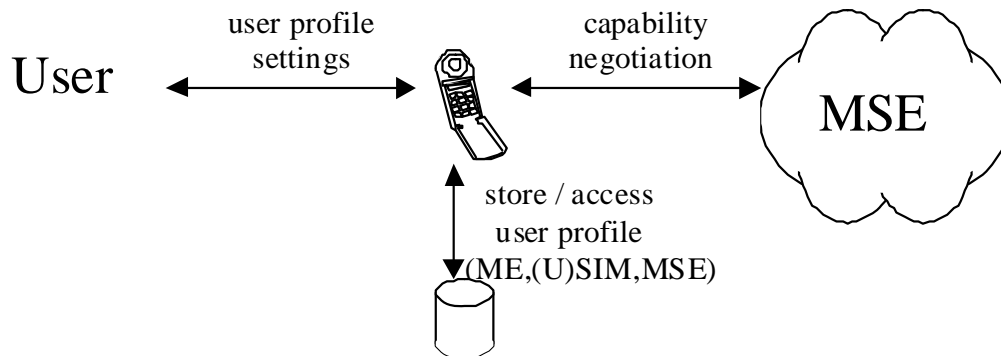 user profile
settings
capability
negotiation
User
MSE
store / access
user profile
(ME,(U)SIM,MSE)